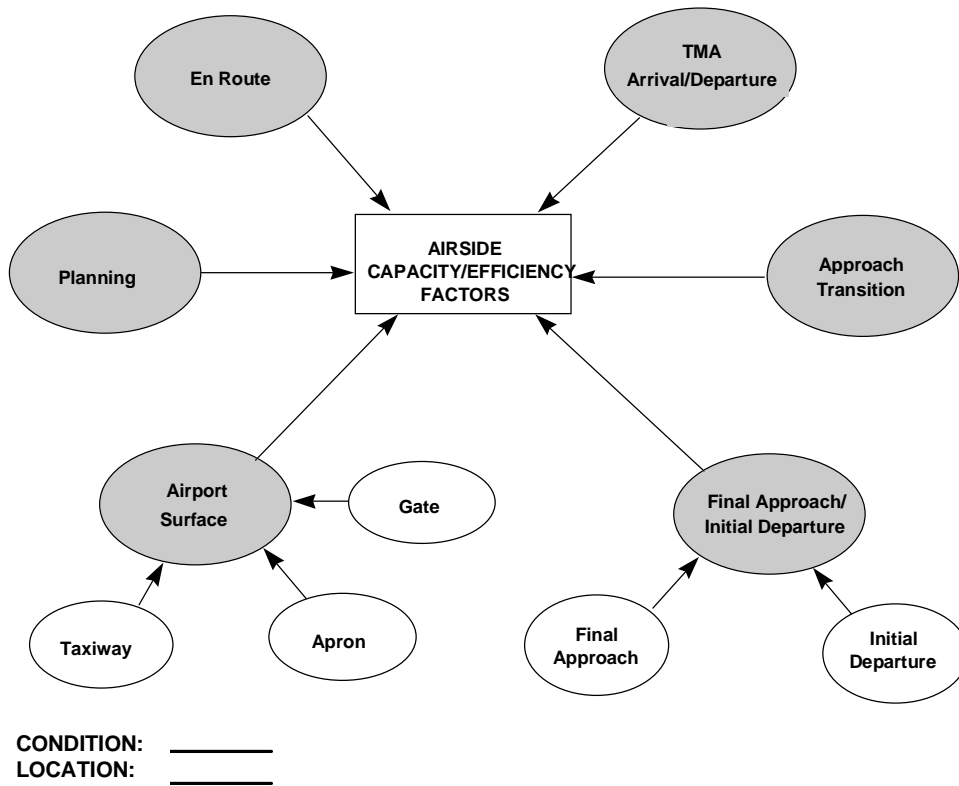 En Route
TMA
Arrival/Departure
Planning
AIRSIDE
CAPACITY/EFFICIENCY
FACTORS
Approach
Transition
Airport
Surface
Gate
Final Approach/
Initial Departure
Taxiway
Apron
Final
Approach
Initial
Departure
CONDITION:
LOCATION: